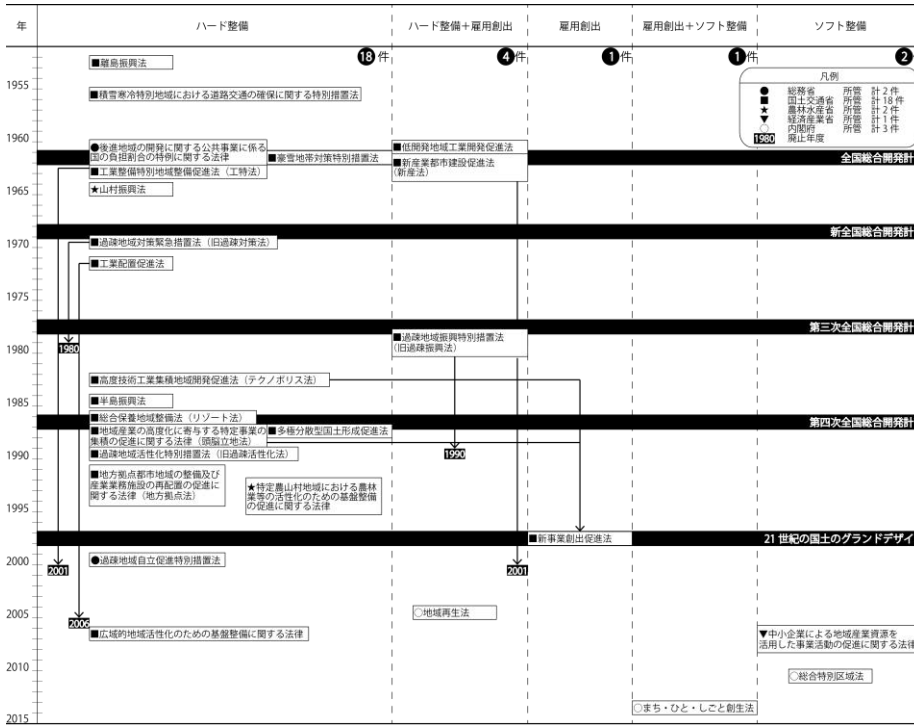 年
ハード整備
ハード整備＋雇用創出
雇用創出
雇用創出＋ソフト整備
ソフト整備
18 件
4 件
1 件
1 件
2
凡例
● 総務省 所管 計 2 件
■ 国土交通省 所管 計 18 件
★ 農林水産省 所管 計 2 件
▼ 経済産業省 所管 計 1 件
○ 内閣府 所管 計 3 件
1980 廃止年度
■離島振興法
1955
■積雪寒冷特別地域における道路交通の確保に関する特別措置法
1960
●後進地域の開発に関する公共事業に係る
国の負担割合の特例に関する法律
■豪雪地帯対策特別措置法
■低開発地域工業開発促進法
■新産業都市建設促進法
(新産法)
全国総合開発計
■工業整備特別地域整備促進法（工特法）
1965
★山村振興法
新全国総合開発計
1970
■過疎地域対策緊急措置法（旧過疎対策法）
■工業配置促進法
1975
第三次全国総合開発計
1980
1980
■過疎地域振興特別措置法
(旧過疎振興法)
■高度技術工業集積地域開発促進法（テクノポリス法）
1985
■半島振興法
■総合保養地域整備法（リゾート法）
第四次全国総合開発計
■地域産業の高度化に寄与する特定事業の
集積の促進に関する法律（頭脳立地法）
■多極分散型国土形成促進法
1990
■過疎地域活性化特別措置法（旧過疎活性化法）
1990
■地方拠点都市地域の整備及び
産業業務施設の再配置の促進に
関する法律（地方拠点法）
★特定農山村地域における農林
業等の活性化のための基盤整備
の促進に関する法律
1995
■新事業創出促進法
21 世紀の国土のグランドデザイ
2000
2001
●過疎地域自立促進特別措置法
2001
2005
2006
○地域再生法
■広域的地域活性化のための基盤整備に関する法律
▼中小企業による地域産業資源を
活用した事業活動の促進に関する法律
2010
○総合特別区域法
○まち・ひと・しごと創生法
2015